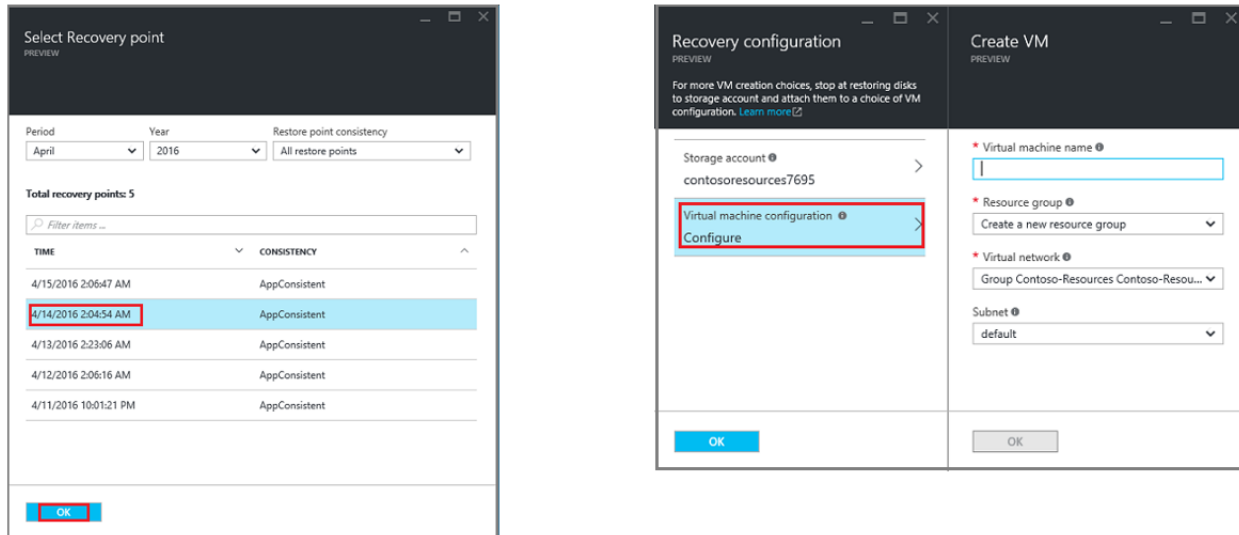 Select Recovery point
PREVIEW
Period
Year
Restore point consistency
April
2016
All restore points
Total recovery points: 5
Filter items ...
TIME
CONSISTENCY
4/15/2016 2:06:47 AM
AppConsistent
4/14/2016 2:04:54 AM
AppConsistent
4/13/2016 2:23:06 AM
AppConsistent
4/12/2016 2:06:16 AM
AppConsistent
4/11/2016 10:01:21 PM
AppConsistent
OK
Recovery configuration
PREVIEW
For more VM creation choices, stop at restoring disks
to storage account and attach them to a choice of VM
configuration. Learn more
Storage account
contosoresources7695
Virtual machine configuration
Configure
OK
Create VM
PREVIEW
* Virtual machine name
* Resource group
Create a new resource group
* Virtual network
Group Contoso-Resources Contoso-Resou...
Subnet
default
OK